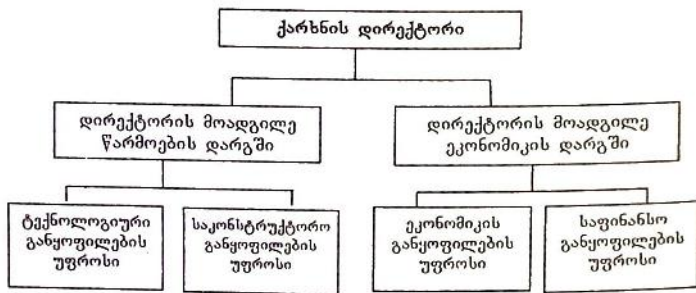 ქარხნის დირექტორი
დირექტორის მოადგილე
წარმოების დარგში
დირექტორის მოადგილე
ეკონომიკის დარგში
ტექნოლოგიური
განყოფილების
უფროსი
საკონსტრუქტორო
განყოფილების
უფროსი
ეკონომიკის
განყოფილების
უფროსი
საფინანსო
განყოფილების
უფროსი